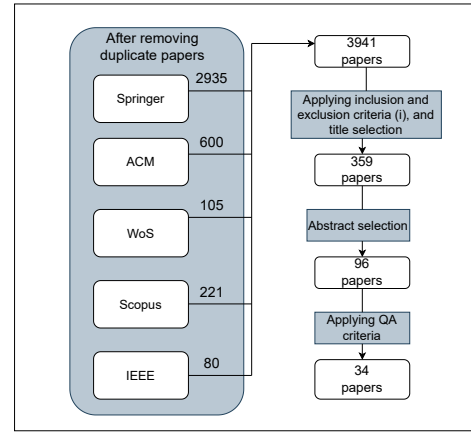 After removing
duplicate papers
Springer
2935
ACM
600
WoS
105
Scopus
221
IEEE
80
3941
papers
Applying inclusion and
exclusion criteria (i), and
title selection
359
papers
Abstract selection
96
papers
Applying QA
criteria
34
papers